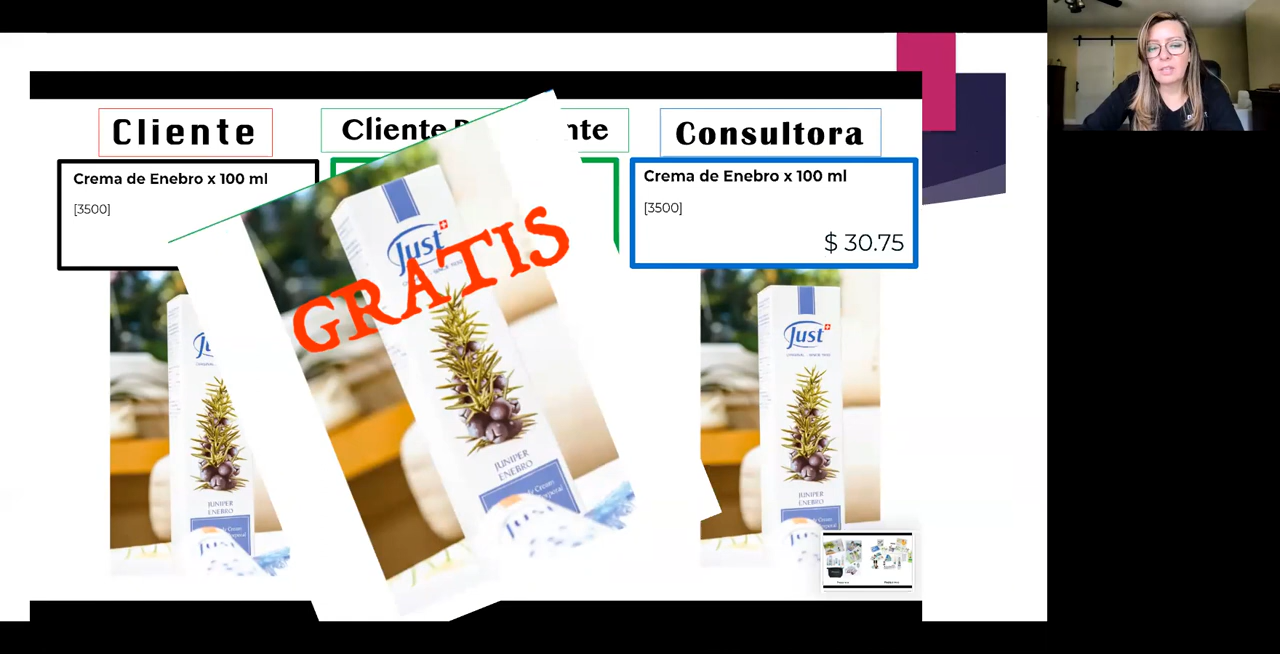 Cliente
Cliente
nte
Consultora
Crema de Enebro x 100 ml
[3500]
Crema de Enebro x 100 ml
[3500]
$ 30.75
GRATIS
Just
JUNIPER
ENEBRO
Just
JUNIPER
ENEBRO
Just
JUNIPER
ENEBRO